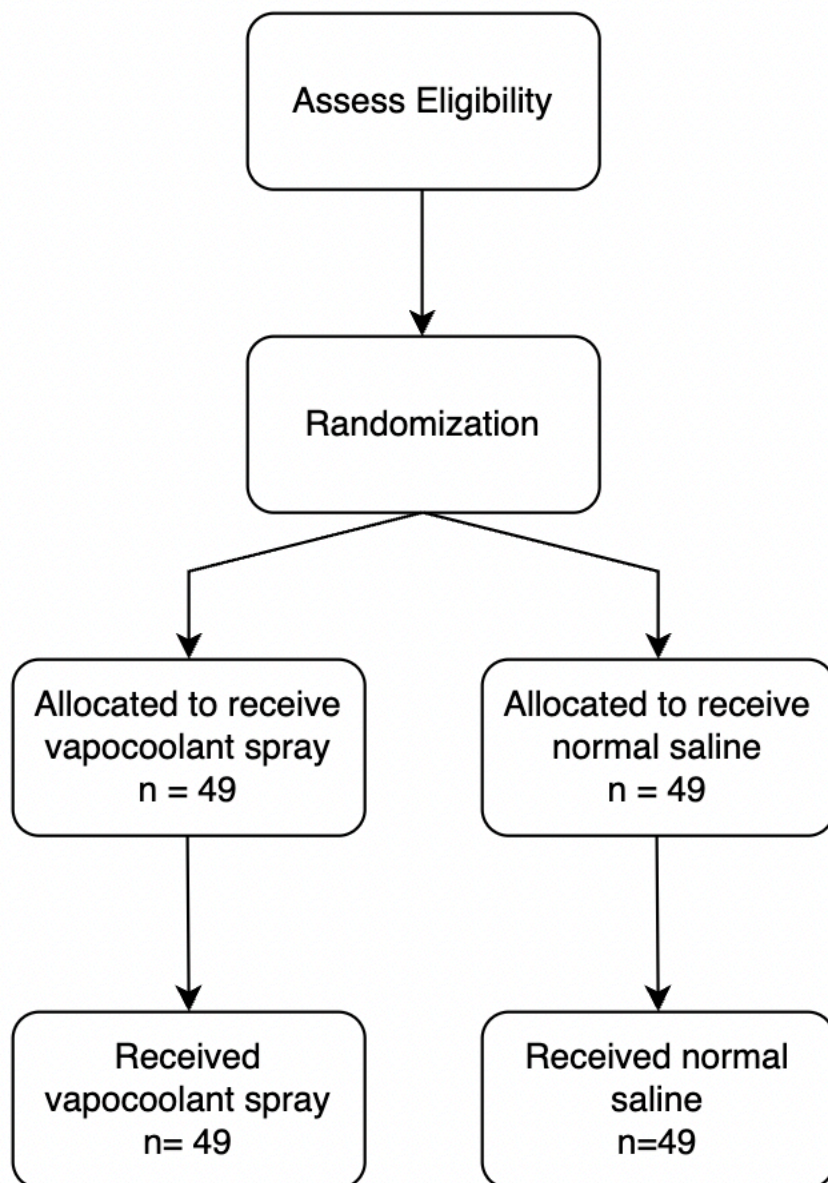 Assess Eligibility
Randomization
Allocated to receive
vapocoolant spray
n = 49
Allocated to receive
normal saline
n = 49
Received
vapocoolant spray
n= 49
Received normal
saline
n=49